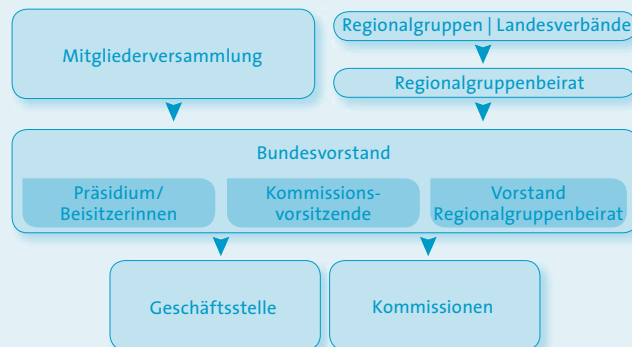 Mitgliederversammlung
Regionalgruppen | Landesverbände
Regionalgruppenbeirat
Bundesvorstand
Präsidium/
Beisitzerinnen
Kommissions-
vorsitzende
Vorstand
Regionalgruppenbeirat
Geschäftsstelle
Kommissionen